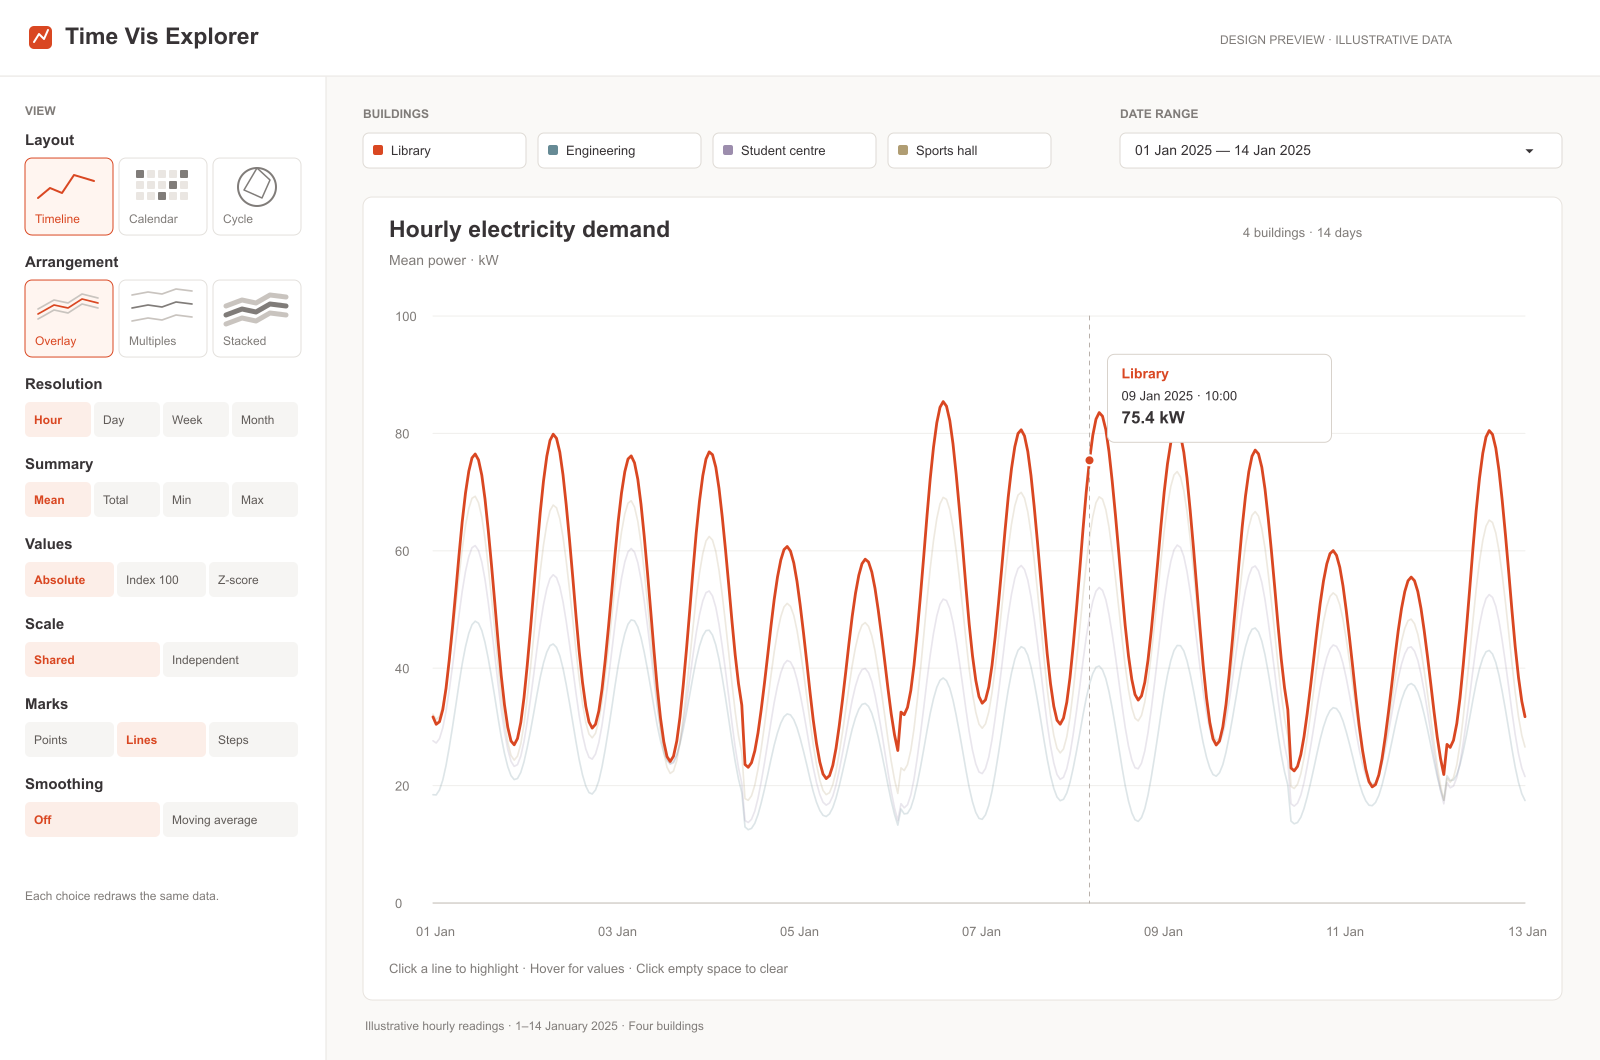 Time Vis Explorer
DESIGN PREVIEW · ILLUSTRATIVE DATA
VIEW
Layout
Timeline
Calendar
Cycle
Arrangement
Overlay
Multiples
Stacked
Resolution
Hour
Day
Week
Month
Summary
Mean
Total
Min
Max
Values
Absolute
Index 100
Z-score
Scale
Shared
Independent
Marks
Points
Lines
Steps
Smoothing
Off
Moving average
Each choice redraws the same data.
BUILDINGS
Library
Engineering
Student centre
Sports hall
DATE RANGE
01 Jan 2025 — 14 Jan 2025
Hourly electricity demand
4 buildings · 14 days
Mean power · kW
100
80
60
40
20
0
Library
09 Jan 2025 · 10:00
75.4 kW
01 Jan
03 Jan
05 Jan
07 Jan
09 Jan
11 Jan
13 Jan
Click a line to highlight · Hover for values · Click empty space to clear
Illustrative hourly readings · 1–14 January 2025 · Four buildings